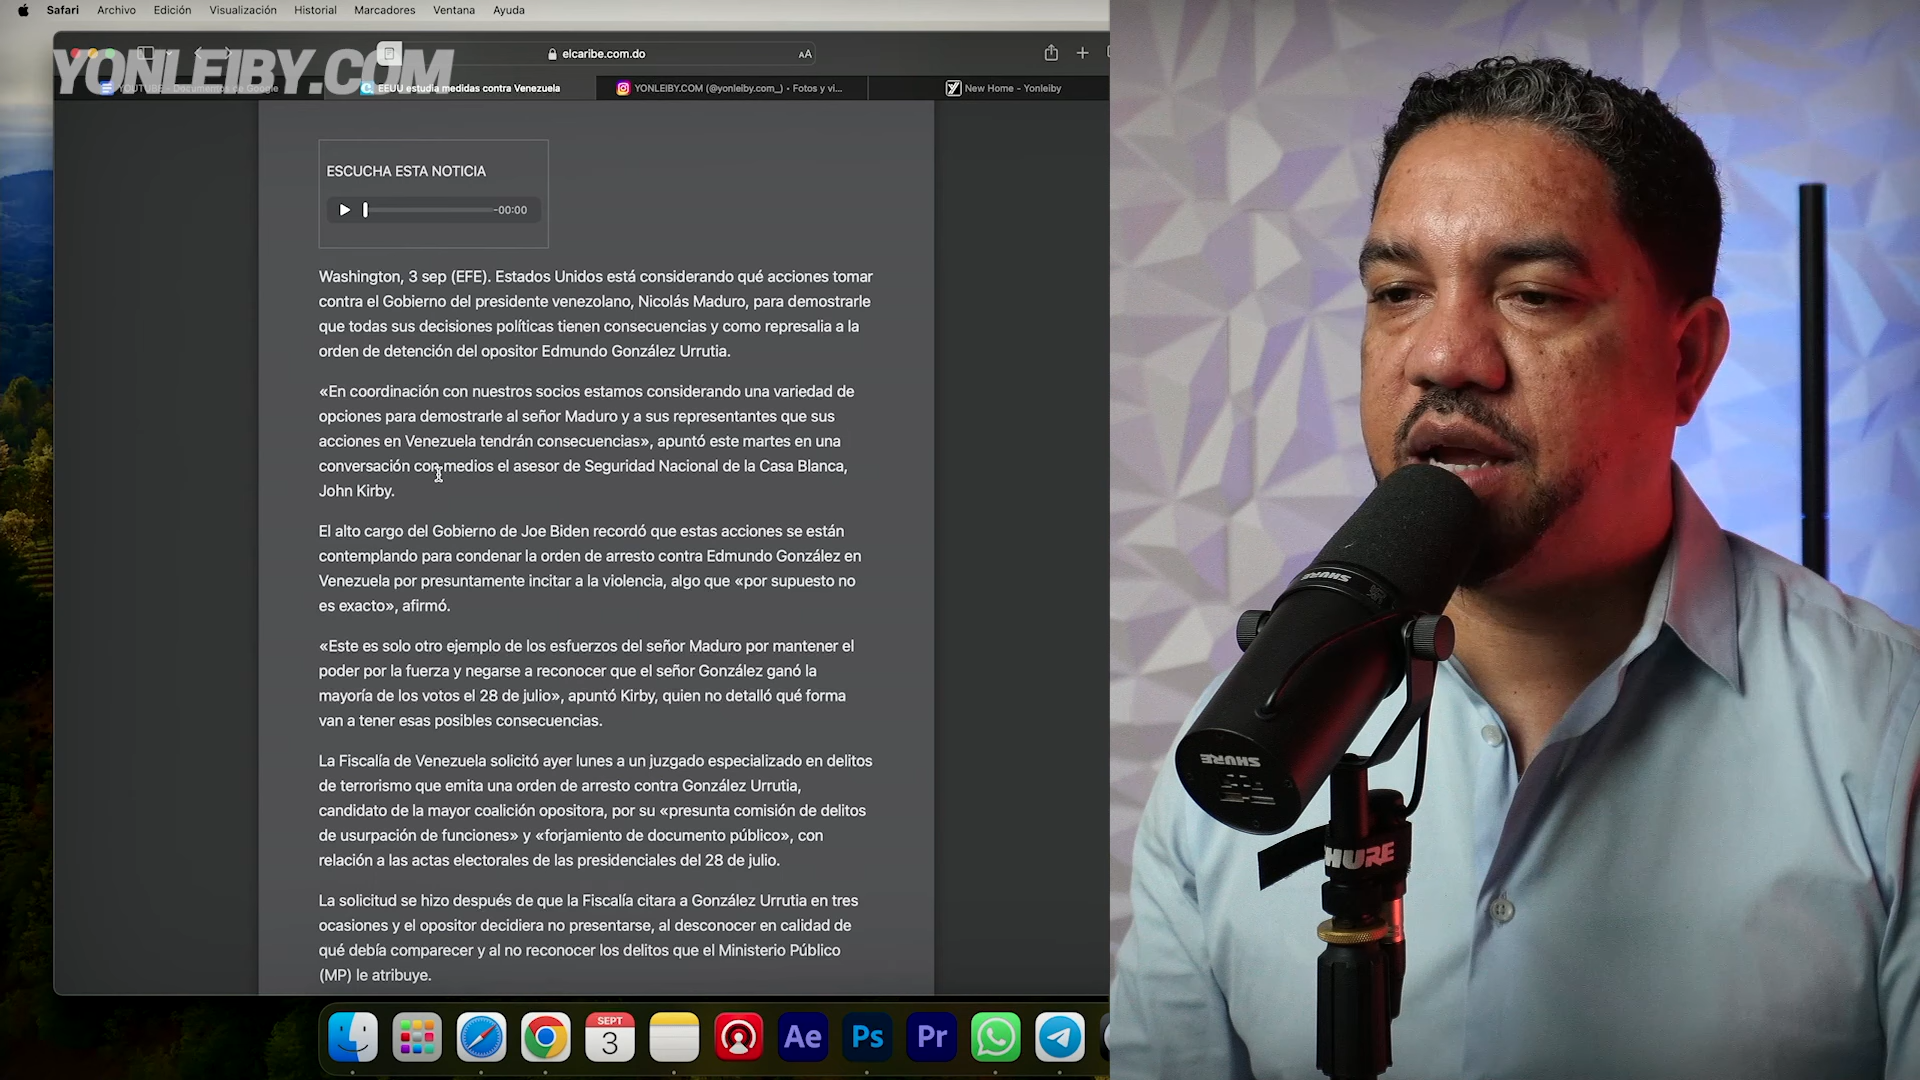 Safari Archivo Edición Visualización Historial Marcadores Ventana Ayuda
YONLEIBY.COM
elcaribe.com.do
AA
YOUTUBE - Documentos de Google
EEUU estudia medidas contra Venezuela
YONLEIBY.COM (@yonleiby.com_) • Fotos y vi...
New Home - Yonleiby
ESCUCHA ESTA NOTICIA
-00:00
Washington, 3 sep (EFE). Estados Unidos está considerando qué acciones tomar
contra el Gobierno del presidente venezolano, Nicolás Maduro, para demostrarle
que todas sus decisiones políticas tienen consecuencias y como represalia a la
orden de detención del opositor Edmundo González Urrutia.
«En coordinación con nuestros socios estamos considerando una variedad de
opciones para demostrarle al señor Maduro y a sus representantes que sus
acciones en Venezuela tendrán consecuencias», apuntó este martes en una
conversación con medios el asesor de Seguridad Nacional de la Casa Blanca,
John Kirby.
El alto cargo del Gobierno de Joe Biden recordó que estas acciones se están
contemplando para condenar la orden de arresto contra Edmundo González en
Venezuela por presuntamente incitar a la violencia, algo que «por supuesto no
es exacto», afirmó.
«Este es solo otro ejemplo de los esfuerzos del señor Maduro por mantener el
poder por la fuerza y negarse a reconocer que el señor González ganó la
mayoría de los votos el 28 de julio», apuntó Kirby, quien no detalló qué forma
van a tener esas posibles consecuencias.
La Fiscalía de Venezuela solicitó ayer lunes a un juzgado especializado en delitos
de terrorismo que emita una orden de arresto contra González Urrutia,
candidato de la mayor coalición opositora, por su «presunta comisión de delitos
de usurpación de funciones» y «forjamiento de documento público», con
relación a las actas electorales de las presidenciales del 28 de julio.
La solicitud se hizo después de que la Fiscalía citara a González Urrutia en tres
ocasiones y el opositor decidiera no presentarse, al desconocer en calidad de
qué debía comparecer y al no reconocer los delitos que el Ministerio Público
(MP) le atribuye.
SEPT
3
Ae
Ps
Pr
SHURE
SHURE
SHURE